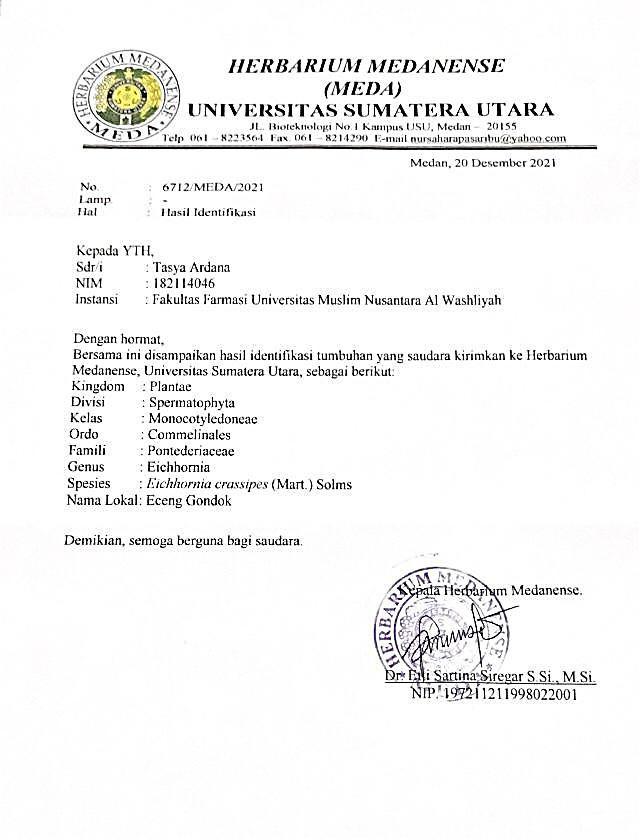 HERBARIUM MEDANENSE
MEDA
HERBARIUM MEDANENSE
(MEDA)
UNIVERSITAS SUMATERA UTARA
JL. Bioteknologi No.1 Kampus USU, Medan – 20155
Telp. 061 – 8223564 Fax. 061 – 8214290 E-mail nursaharapasaribu@yahoo.com
Medan, 20 Desember 2021
No. : 6712/MEDA/2021
Lamp. : -
Hal : Hasil Identifikasi
Kepada YTH,
Sdr/i : Tasya Ardana
NIM : 182114046
Instansi : Fakultas Farmasi Universitas Muslim Nusantara Al Washliyah
Dengan hormat,
Bersama ini disampaikan hasil identifikasi tumbuhan yang saudara kirimkan ke Herbarium
Medanense, Universitas Sumatera Utara, sebagai berikut:
Kingdom : Plantae
Divisi : Spermatophyta
Kelas : Monocotyledoneae
Ordo : Commelinales
Famili : Pontederiaceae
Genus : Eichhornia
Spesies : Eichhornia crassipes (Mart.) Solms
Nama Lokal: Eceng Gondok
Demikian, semoga berguna bagi saudara.
Kepala Herbarium Medanense.
HERBARIUM MEDANENSE
Dr. Sartina Siregar S.Si., M.Si.
NIP. 197211211998022001